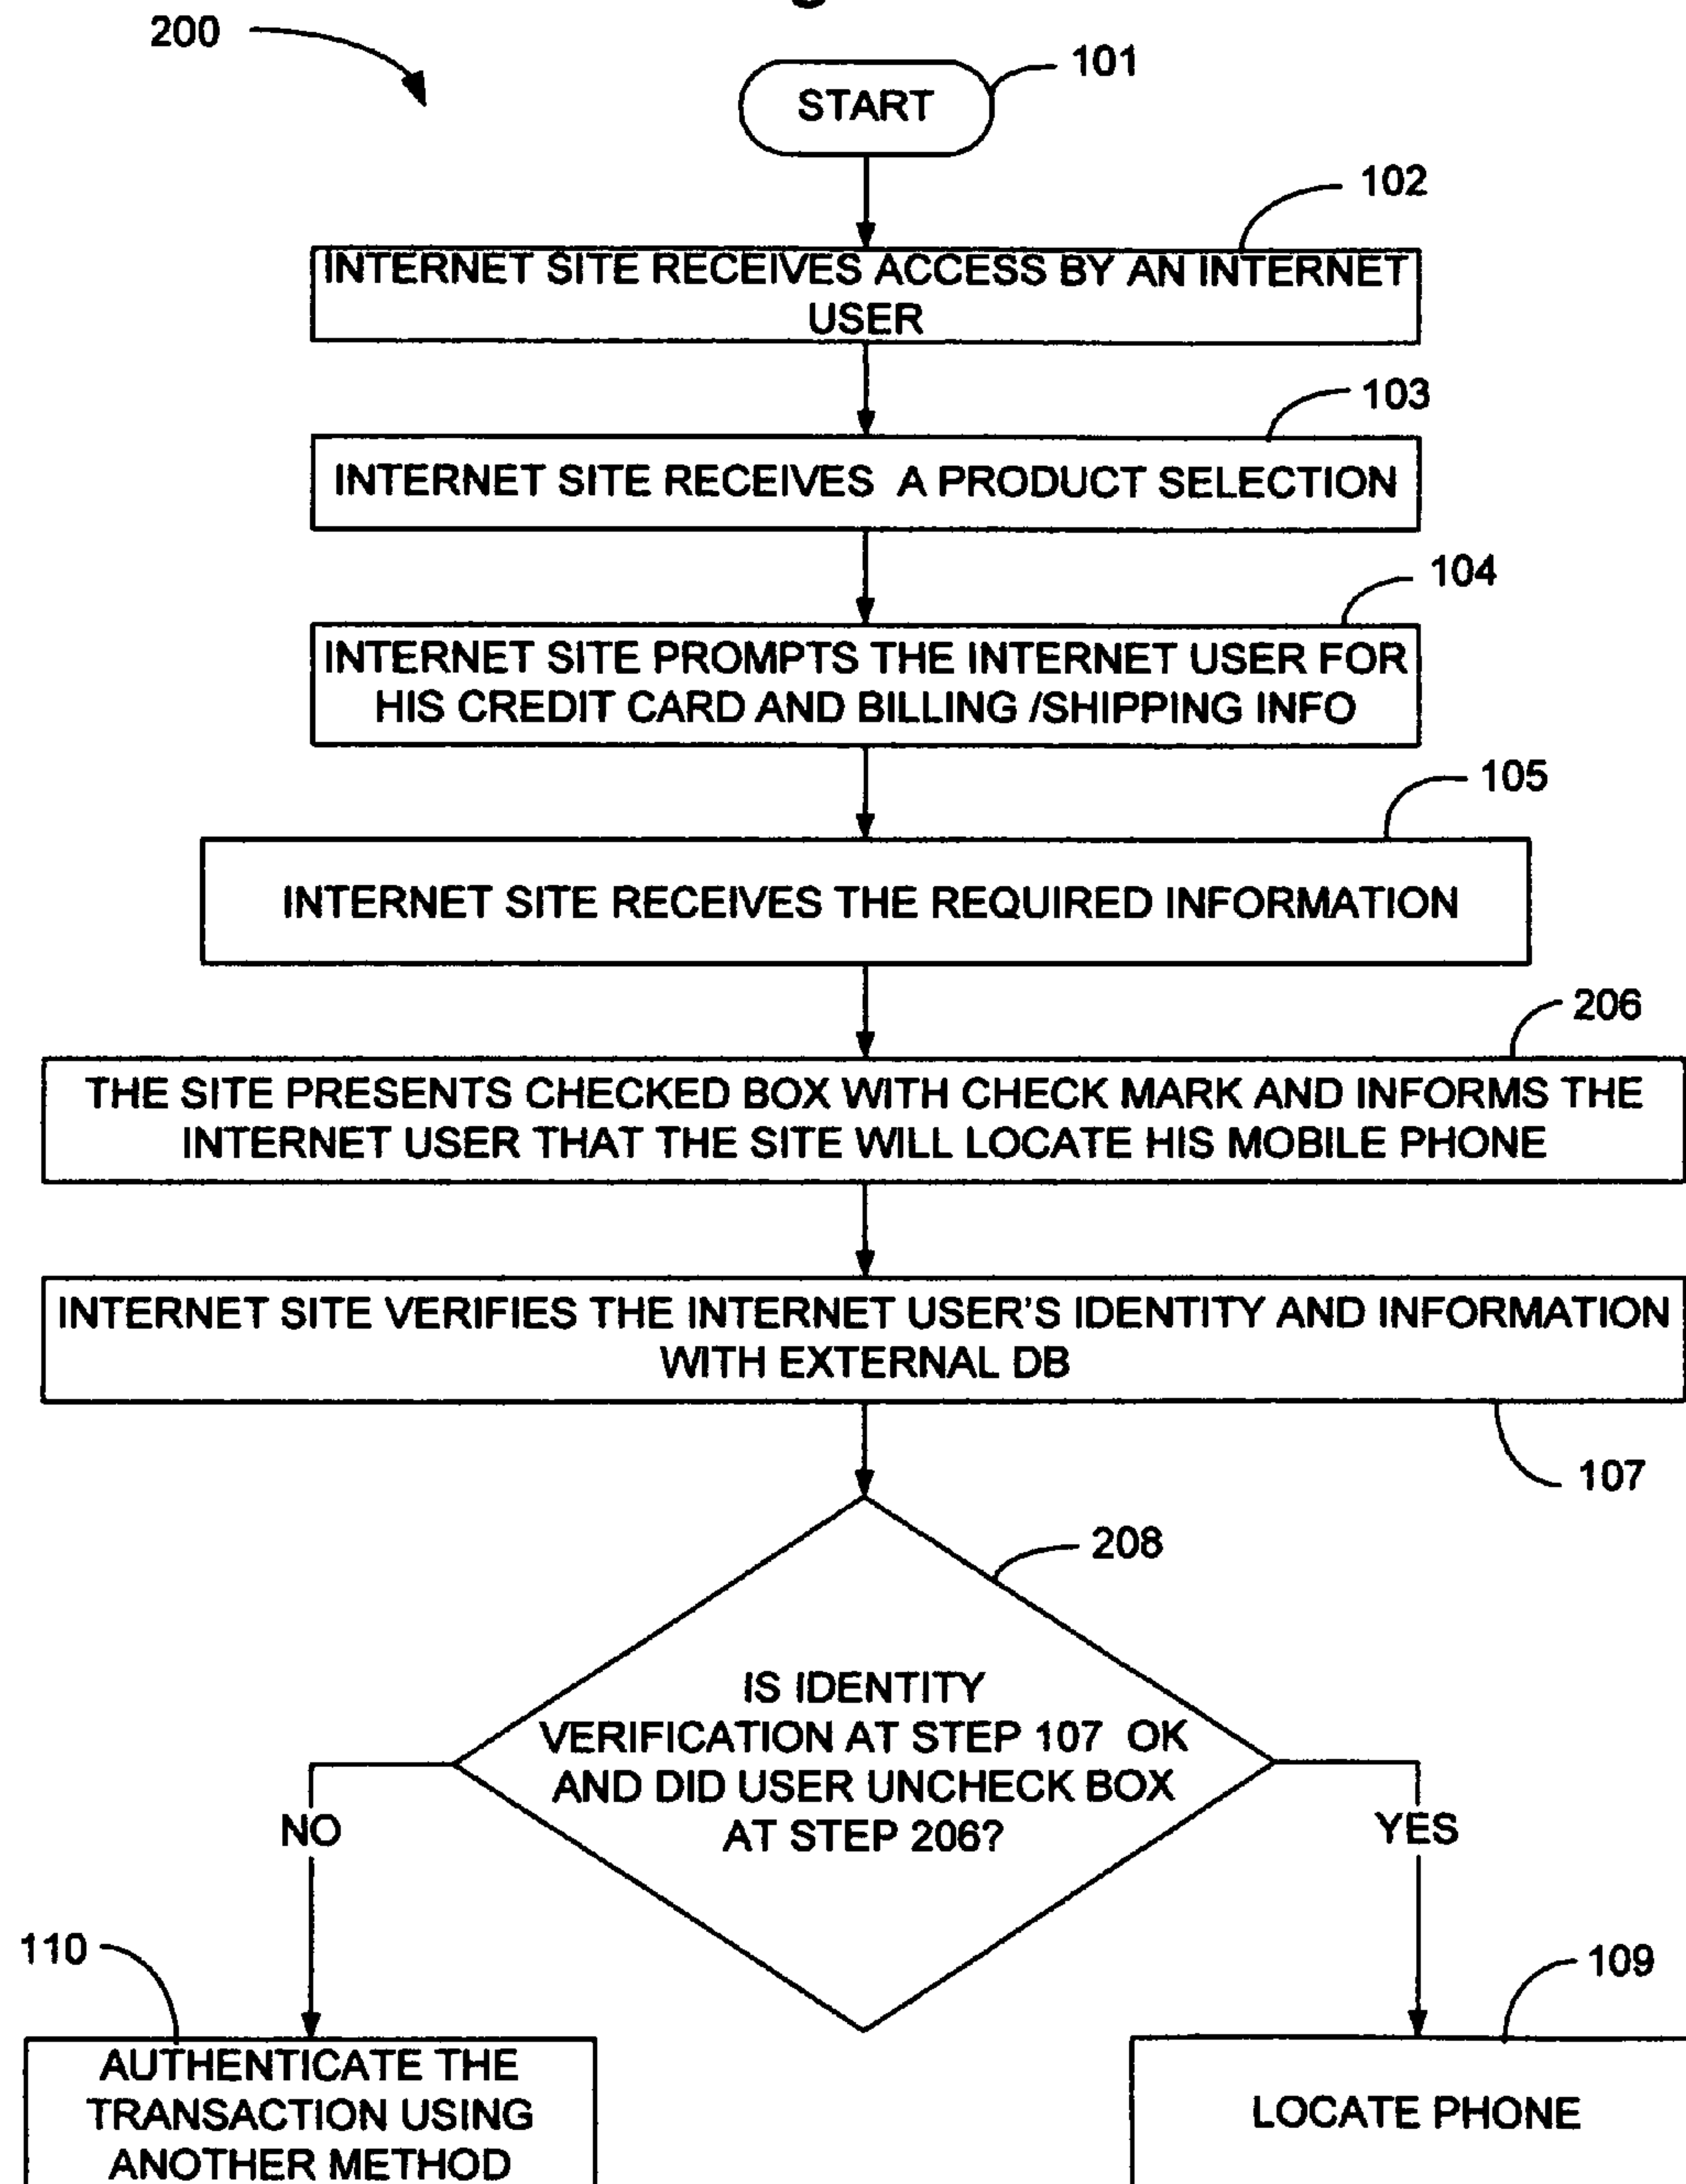 200
START
101
102
INTERNET SITE RECEIVES ACCESS BY AN INTERNET
USER
103
INTERNET SITE RECEIVES A PRODUCT SELECTION
104
INTERNET SITE PROMPTS THE INTERNET USER FOR
HIS CREDIT CARD AND BILLING /SHIPPING INFO
105
INTERNET SITE RECEIVES THE REQUIRED INFORMATION
206
THE SITE PRESENTS CHECKED BOX WITH CHECK MARK AND INFORMS THE
INTERNET USER THAT THE SITE WILL LOCATE HIS MOBILE PHONE
INTERNET SITE VERIFIES THE INTERNET USER'S IDENTITY AND INFORMATION
WITH EXTERNAL DB
107
208
IS IDENTITY
VERIFICATION AT STEP 107 OK
AND DID USER UNCHECK BOX
AT STEP 206?
NO
YES
110
109
AUTHENTICATE THE
TRANSACTION USING
ANOTHER METHOD
LOCATE PHONE